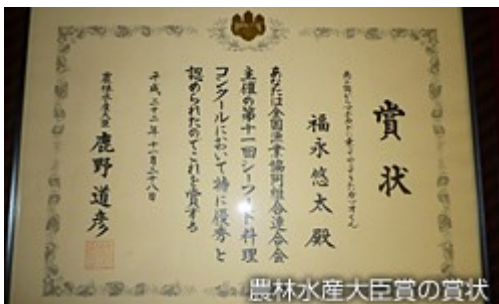 賞状
福永悠太殿
あなたは全国漁業協同組合連合会
主催の第十一回シーフード料理
コンクールにおいて特に優秀と
認められたのでこれを賞する
平成二十二年十一月二十八日
農林水産大臣 鹿野道彦
農林水産大臣賞の賞状